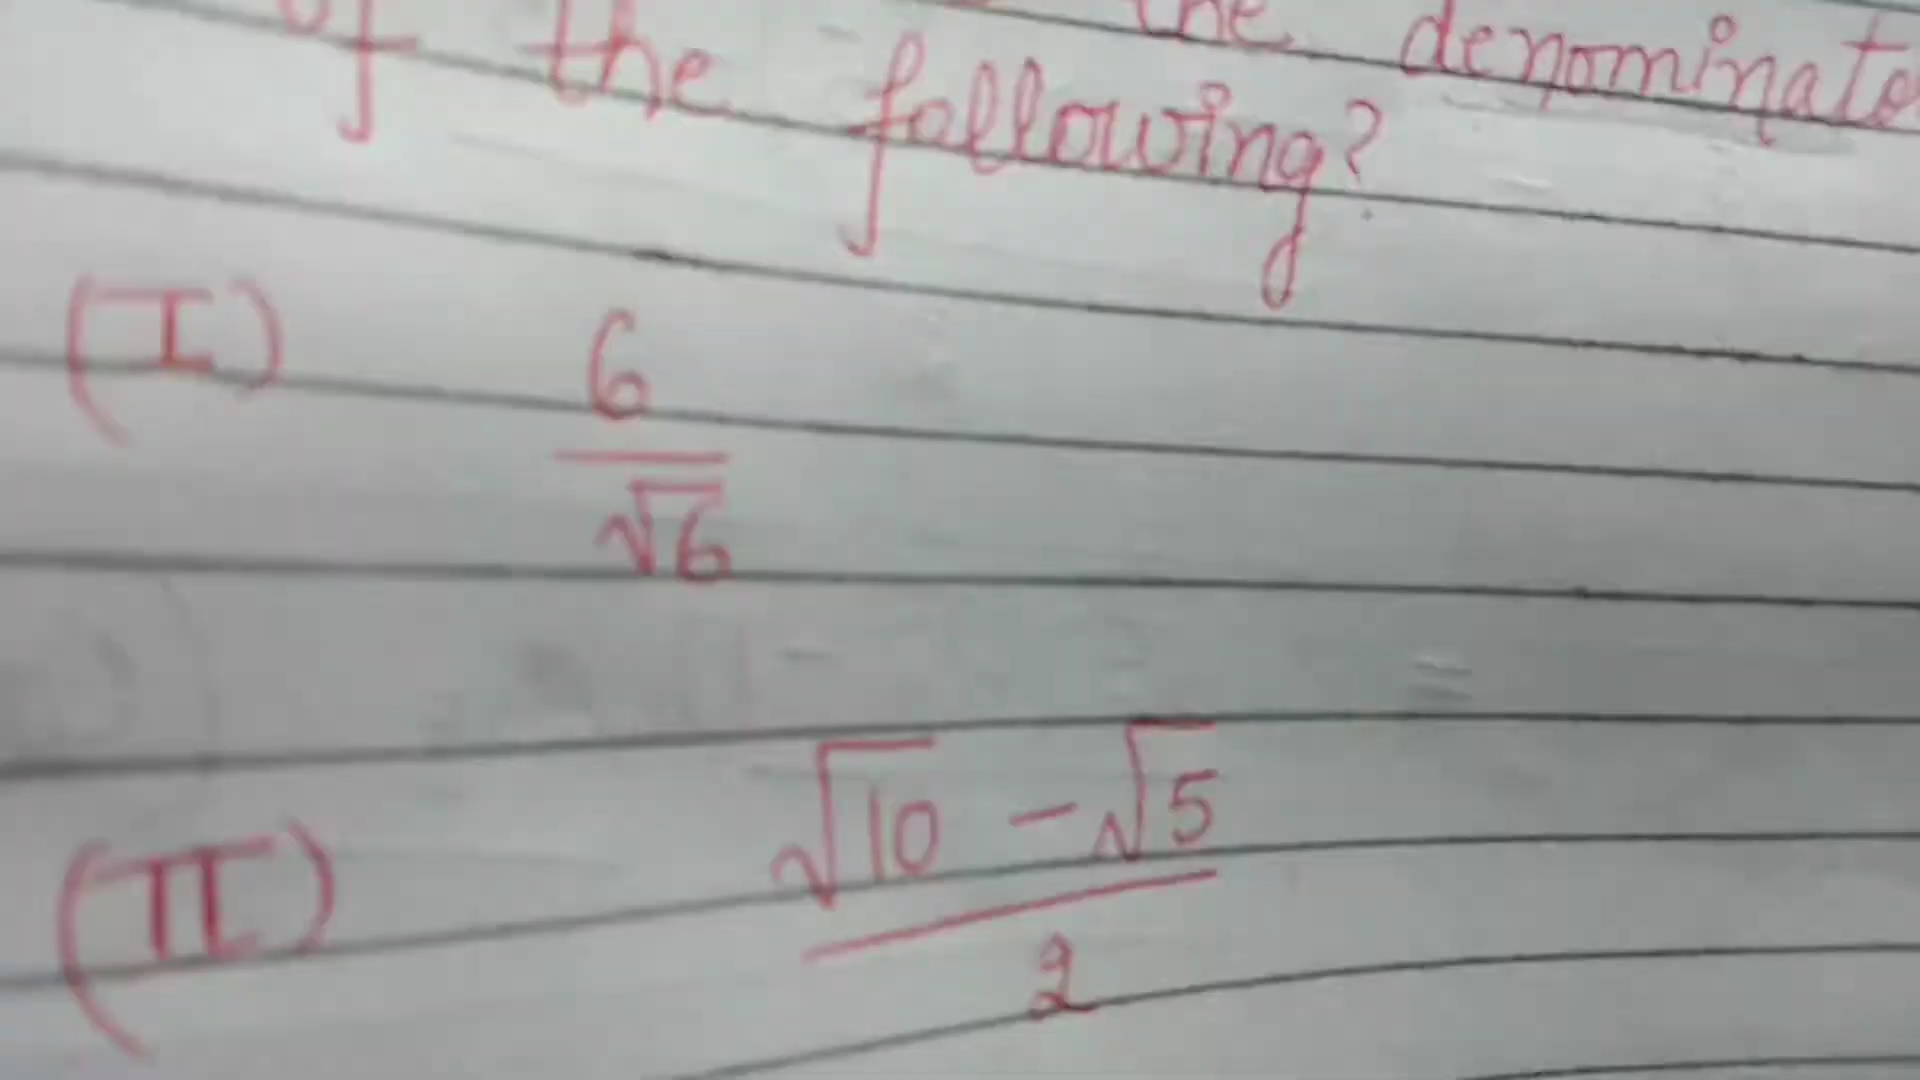 the denominato
of the following?
(I) 6/√6
(II) √10 - √5 / 2